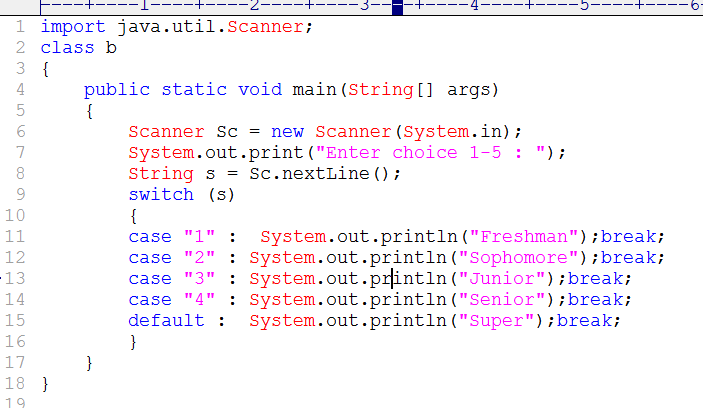 ----+----1----+----2----+----3----+----4----+----5----+----6-
1 import java.util.Scanner;
2 class b
3 {
4     public static void main(String[] args)
5     {
6         Scanner Sc = new Scanner(System.in);
7         System.out.print("Enter choice 1-5 : ");
8         String s = Sc.nextLine();
9         switch (s)
10         {
11         case "1" :  System.out.println("Freshman");break;
12         case "2" : System.out.println("Sophomore");break;
13         case "3" : System.out.println("Junior");break;
14         case "4" : System.out.println("Senior");break;
15         default :  System.out.println("Super");break;
16         }
17     }
18 }
19